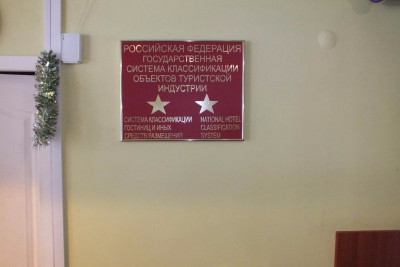 РОССИЙСКАЯ ФЕДЕРАЦИЯ
ГОСУДАРСТВЕННАЯ
СИСТЕМА КЛАССИФИКАЦИИ
ОБЪЕКТОВ ТУРИСТСКОЙ
ИНДУСТРИИ
СИСТЕМА КЛАССИФИКАЦИИ
ГОСТИНИЦ И ИНЫХ
СРЕДСТВ РАЗМЕЩЕНИЯ
NATIONAL HOTEL
CLASSIFICATION
SYSTEM